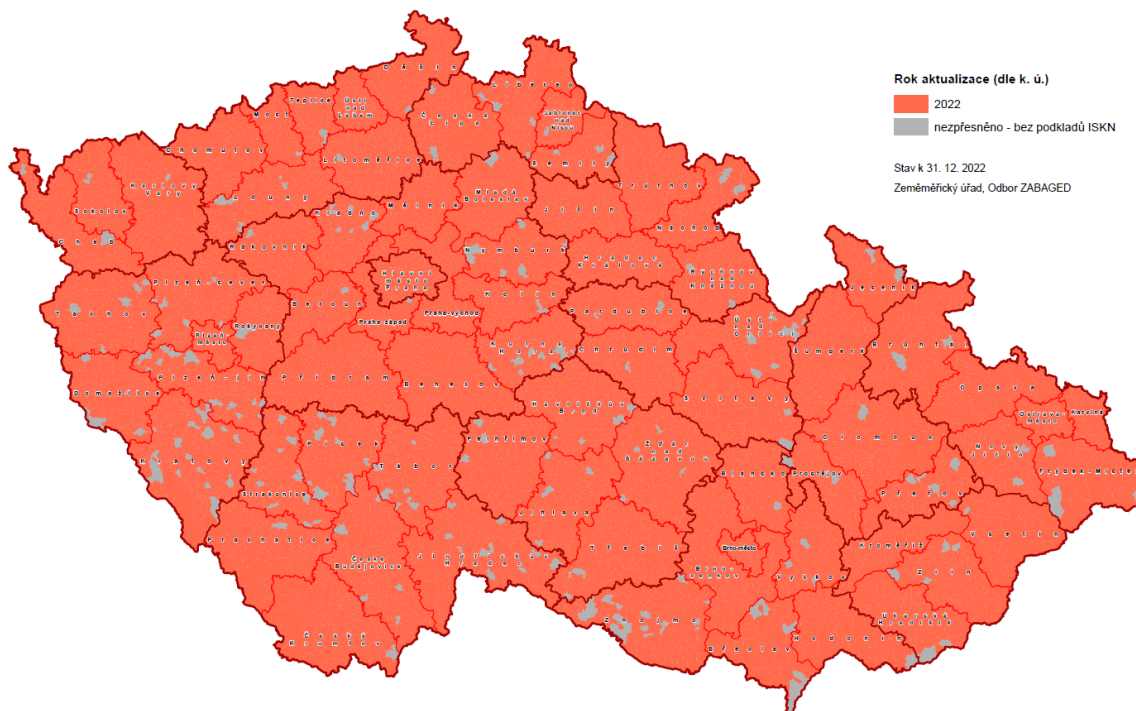 Rok aktualizace (dle k. ú.)
2022
nezpřesněno - bez podkladů ISKN
Stav k 31. 12. 2022
Zeměměřický úřad, Odbor ZABAGED
Děčín
Liberec
Teplice
Ústí
nad
Labem
Most
Česká
Lípa
Jablonec
nad
Nisou
Chomutov
Litoměřice
Semily
Karlovy
Vary
Trutnov
Louny
Mladá
Boleslav
Sokolov
Kladno
Mělník
Jičín
Náchod
Cheb
Rakovník
Nymburk
Hradec
Králové
Rychnov
nad
Kněžnou
Hlavní
město
Praha
Plzeň-sever
Kolín
Jeseník
Tachov
Beroun
Praha-západ
Praha-východ
Pardubice
Ústí
nad
Orlicí
Rokycany
Plzeň-
město
Kutná
Hora
Chrudim
Šumperk
Bruntál
Plzeň-jih
Příbram
Benešov
Domažlice
Opava
Svitavy
Havlíčkův
Brod
Ostrava-
město
Karviná
Písek
Pelhřimov
Olomouc
Nový
Jičín
Žďár
nad
Sázavou
Klatovy
Tábor
Blansko
Prostějov
Frýdek-Místek
Strakonice
Přerov
Jihlava
Prachatice
Vsetín
Třebíč
Brno-město
Kroměříž
České
Budějovice
Jindřichův
Hradec
Brno-
venkov
Vyškov
Zlín
Znojmo
Uherské
Hradiště
Český
Krumlov
Hodonín
Břeclav